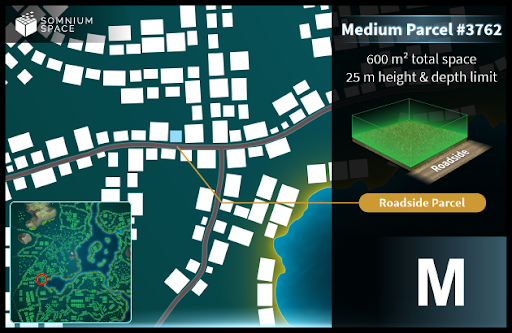 SOMNIUM
SPACE
Medium Parcel #3762
600 m² total space
25 m height & depth limit
Roadside
Roadside Parcel
M